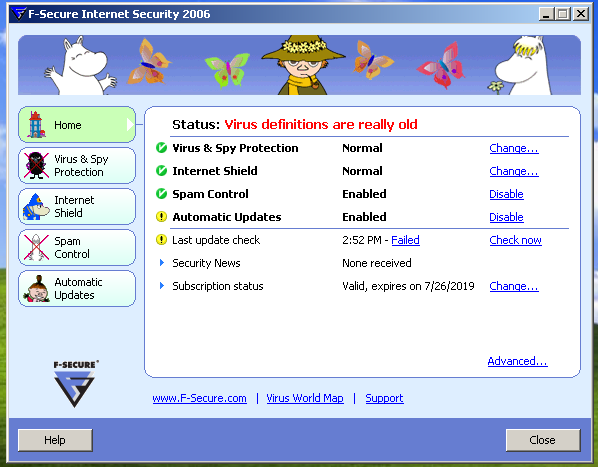 F-Secure Internet Security 2006
Home
Virus & Spy
Protection
Internet
Shield
Spam
Control
Automatic
Updates
F-SECURE®
Status: Virus definitions are really old
Virus & Spy Protection Normal Change...
Internet Shield Normal Change...
Spam Control Enabled Disable
Automatic Updates Enabled Disable
Last update check 2:52 PM - Failed Check now
Security News None received
Subscription status Valid, expires on 7/26/2019 Change...
Advanced...
www.F-Secure.com | Virus World Map | Support
Help Close